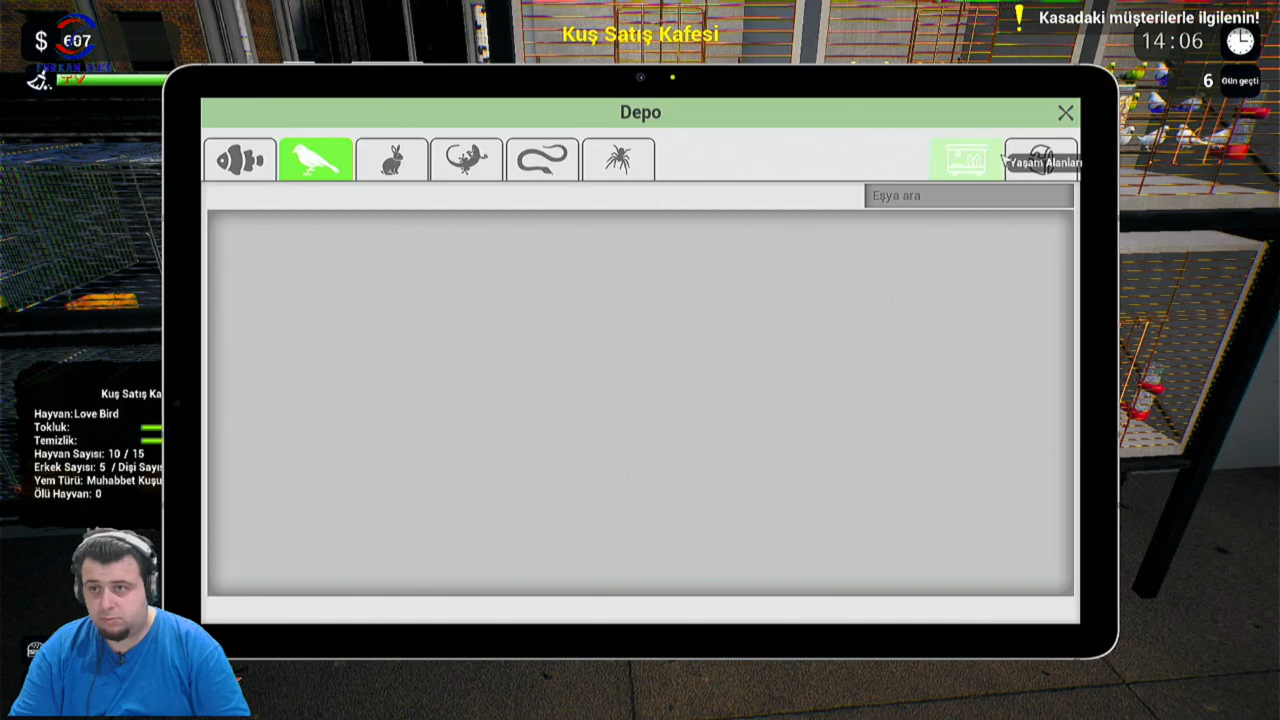 Kuş Satış Kafesi
Kasadaki müşterilerle ilgilenin!
$ 607
14:06
6 Gün geçti
Depo
Yaşam Alanları
Eşya ara
Kuş Satış Ka
Hayvan:Love Bird
Tokluk:
Temizlik:
Hayvan Sayısı: 10 / 15
Erkek Sayısı: 5 / Dişi Sayıs
Yem Türü: Muhabbet Kuşu
Ölü Hayvan: 0